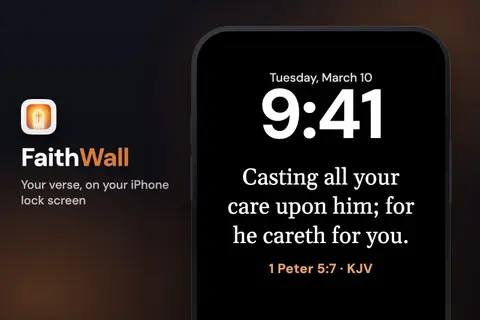 FaithWall
Your verse, on your iPhone
lock screen
Tuesday, March 10
9:41
Casting all your
care upon him; for
he careth for you.
1 Peter 5:7 · KJV